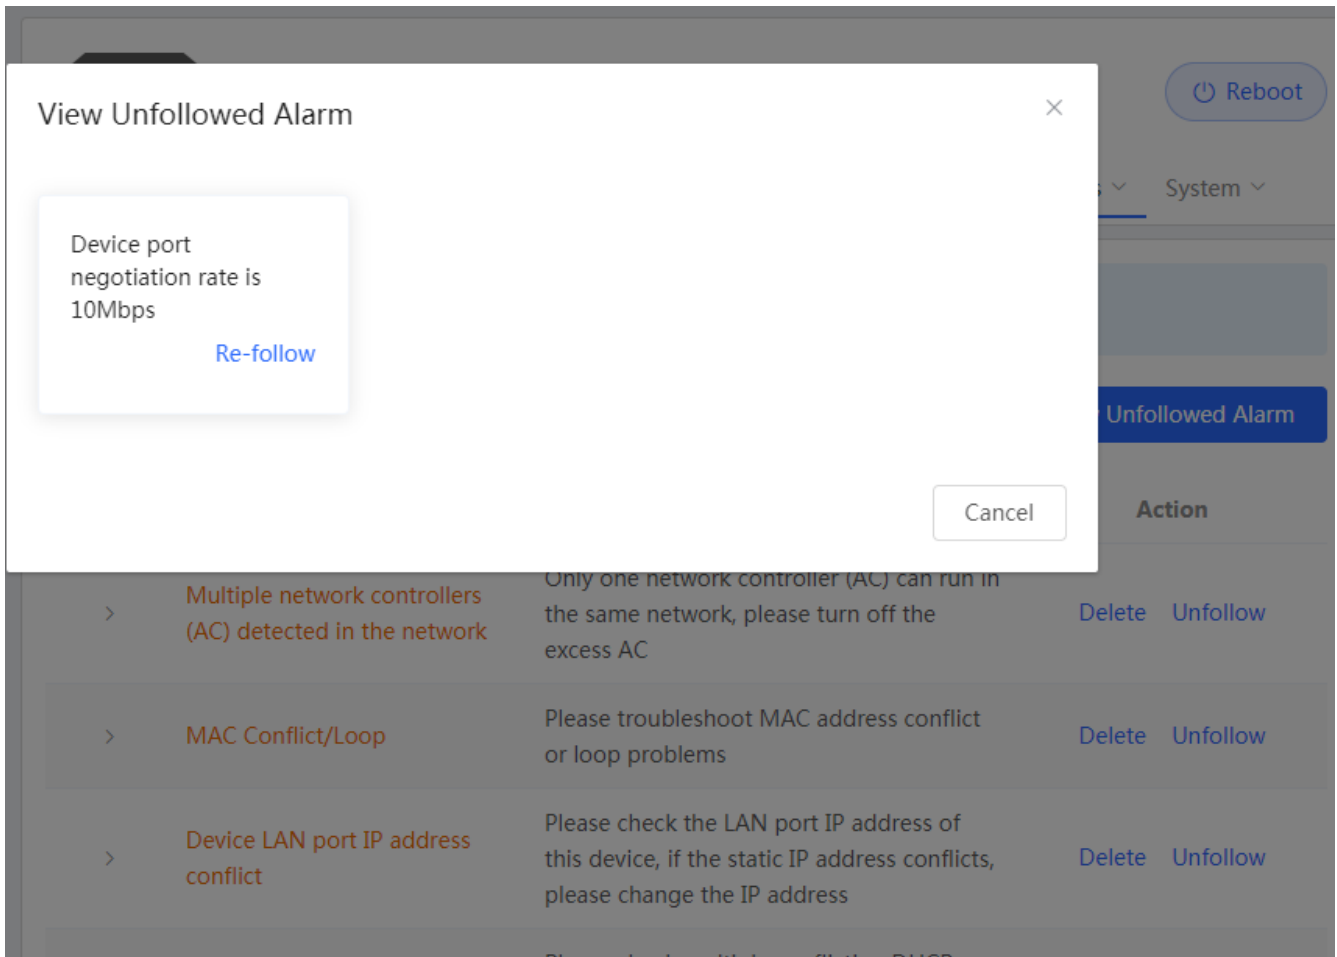 Reboot
View Unfollowed Alarm
System
Device port
negotiation rate is
10Mbps
Re-follow
Unfollowed Alarm
Cancel
Action
Only one network controller (AC) can run in
Multiple network controllers
(AC) detected in the network
the same network, please turn off the
excess AC
Delete Unfollow
MAC Conflict/Loop
Please troubleshoot MAC address conflict
or loop problems
Delete Unfollow
Device LAN port IP address
conflict
Please check the LAN port IP address of
this device, if the static IP address conflicts,
please change the IP address
Delete Unfollow